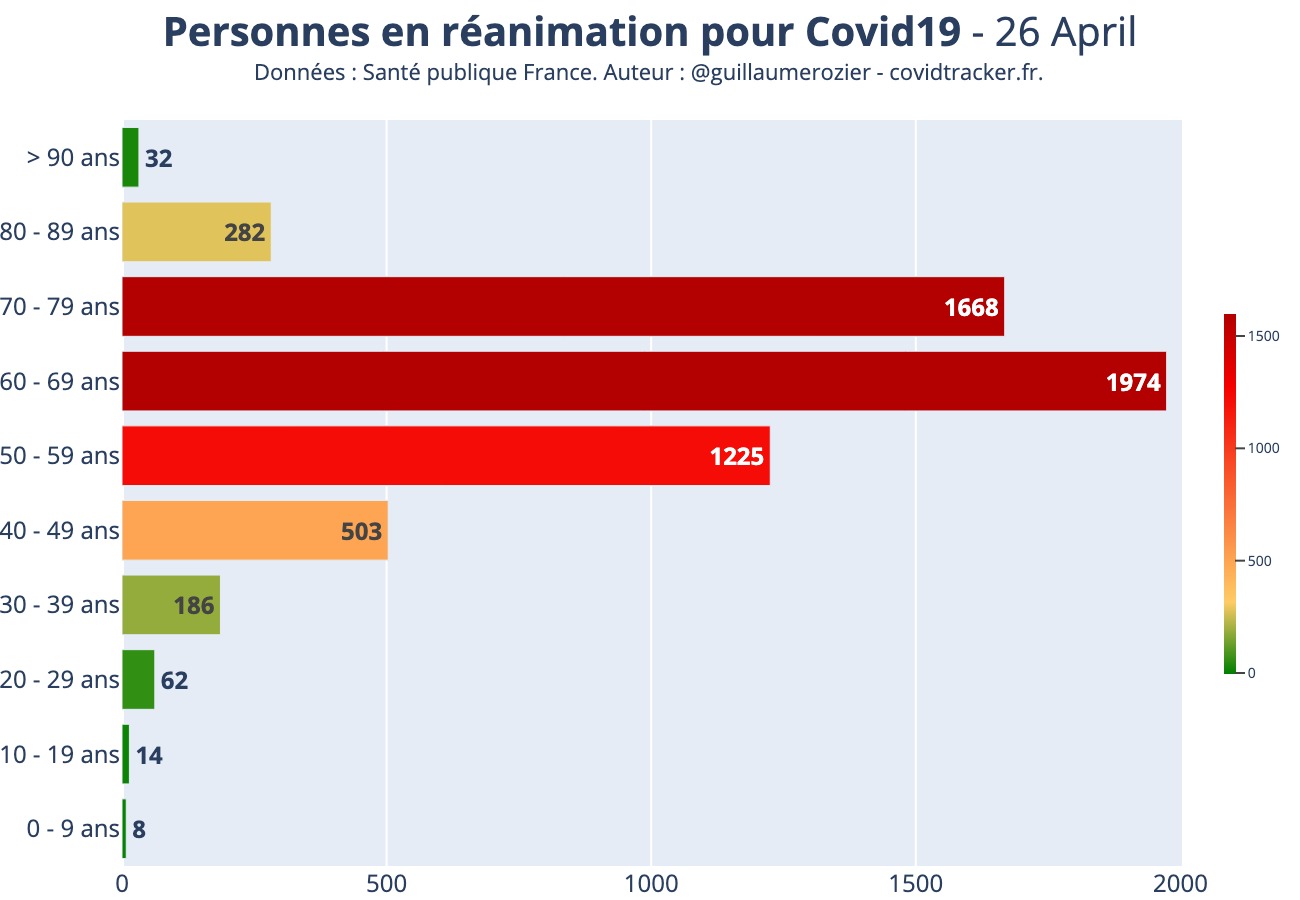 Personnes en réanimation pour Covid19 - 26 April
Données : Santé publique France. Auteur : @guillaumerozier - covidtracker.fr.
> 90 ans 32
80 - 89 ans 282
70 - 79 ans 1668
60 - 69 ans 1974
50 - 59 ans 1225
40 - 49 ans 503
30 - 39 ans 186
20 - 29 ans 62
10 - 19 ans 14
0 - 9 ans 8
0 500 1000 1500 2000
1500
1000
500
0